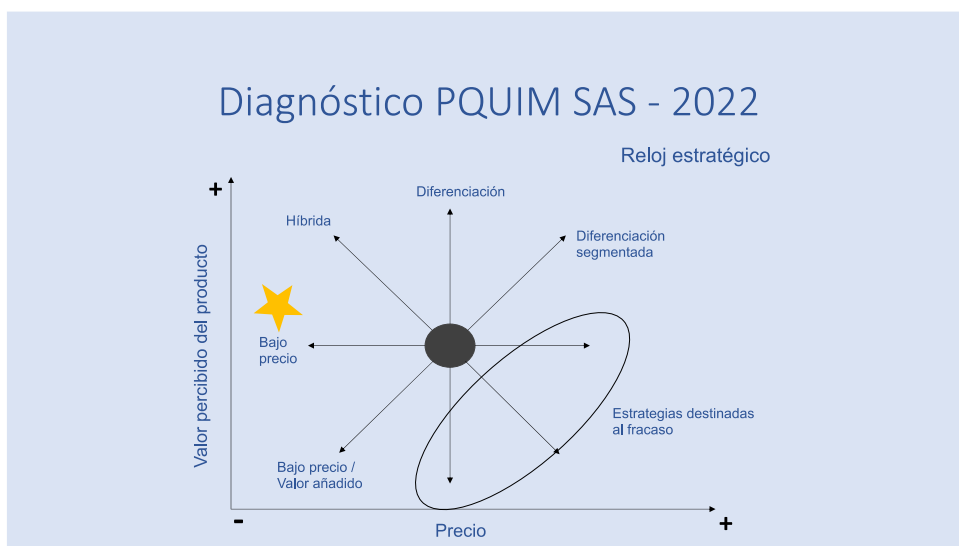 Diagnóstico PQUIM SAS - 2022
Reloj estratégico
+
Diferenciación
Híbrida
Diferenciación
segmentada
Valor percibido del producto
Bajo
precio
Estrategias destinadas
al fracaso
Bajo precio /
Valor añadido
-
Precio
+